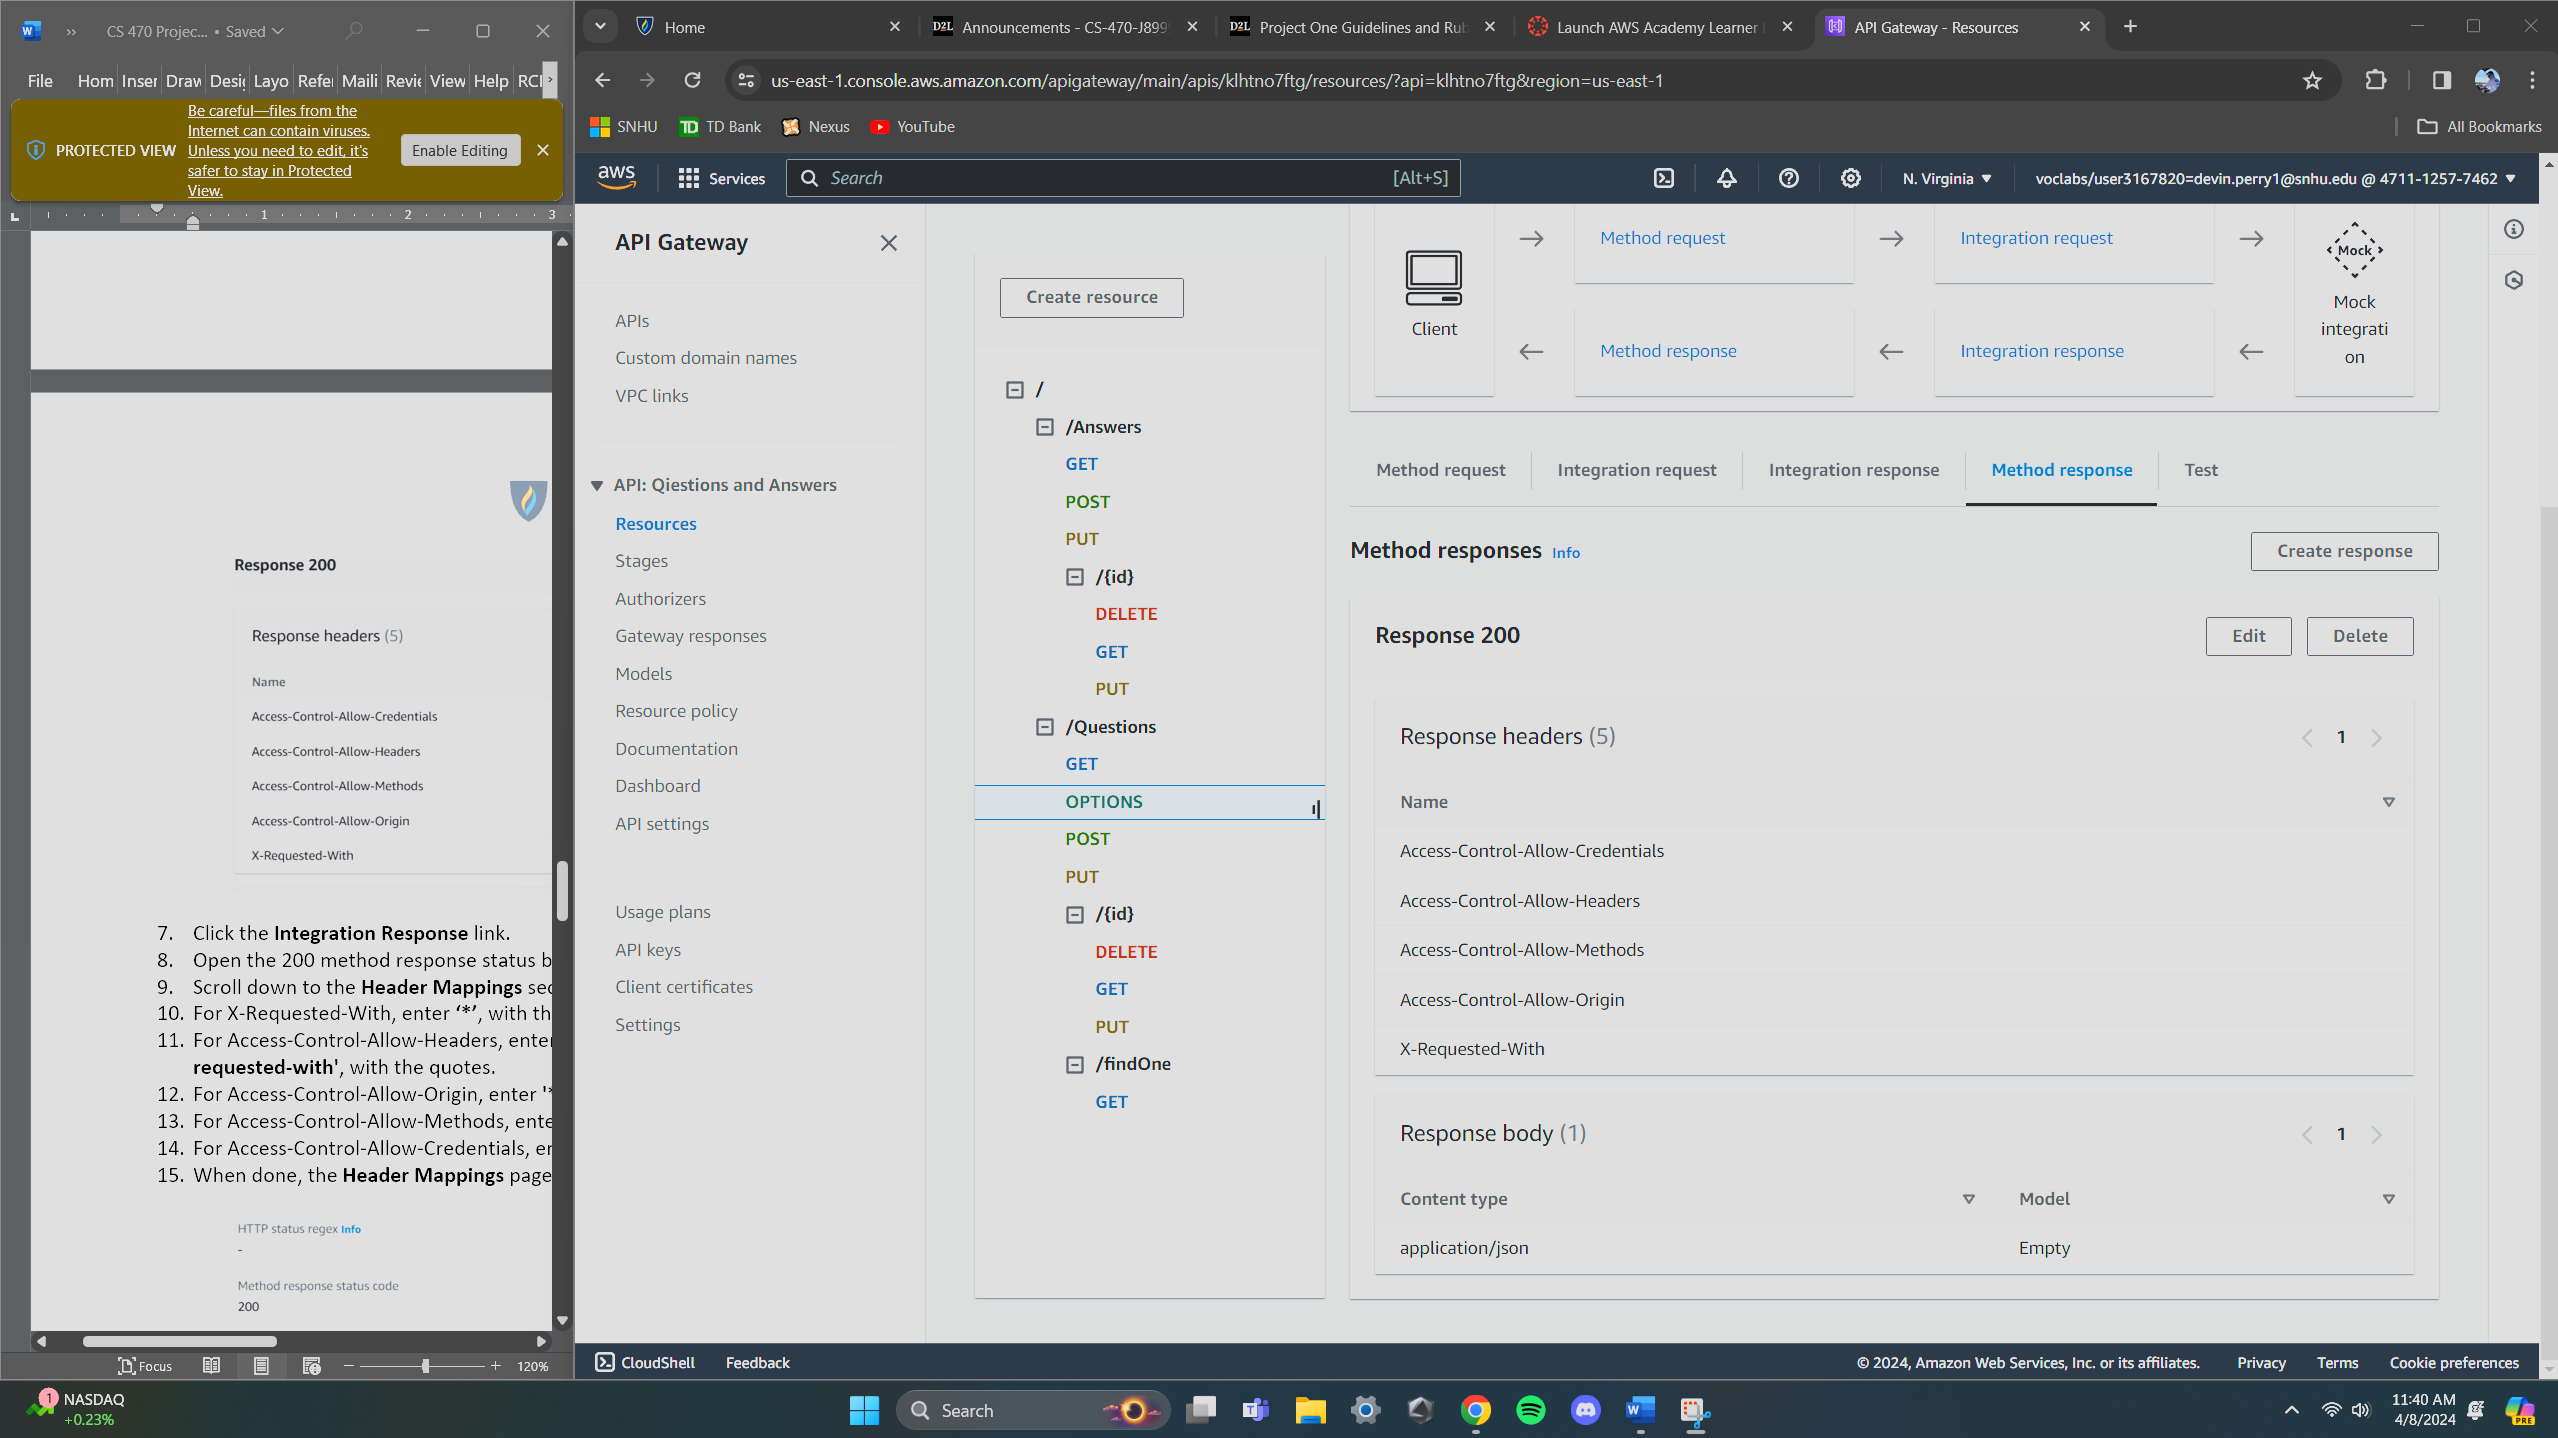 CS 470 Projec... • Saved
File Hom Inser Drav Desig Layo Refer Maili Revie View Help RCI
PROTECTED VIEW
Be careful—files from the
Internet can contain viruses.
Unless you need to edit, it's
safer to stay in Protected
View.
Enable Editing
1 2 3
Response 200
Response headers (5)
Name
Access-Control-Allow-Credentials
Access-Control-Allow-Headers
Access-Control-Allow-Methods
Access-Control-Allow-Origin
X-Requested-With
7. Click the Integration Response link.
8. Open the 200 method response status b
9. Scroll down to the Header Mappings sec
10. For X-Requested-With, enter ‘*’, with th
11. For Access-Control-Allow-Headers, enter
requested-with', with the quotes.
12. For Access-Control-Allow-Origin, enter '*
13. For Access-Control-Allow-Methods, ente
14. For Access-Control-Allow-Credentials, er
15. When done, the Header Mappings page
HTTP status regex Info
-
Method response status code
200
Focus 120%
Home
Announcements - CS-470-J899
Project One Guidelines and Rub
Launch AWS Academy Learner
API Gateway - Resources
us-east-1.console.aws.amazon.com/apigateway/main/apis/klhtno7ftg/resources/?api=klhtno7ftg&region=us-east-1
SNHU TD Bank Nexus YouTube All Bookmarks
aws Services Search [Alt+S] N. Virginia voclabs/user3167820=devin.perry1@snhu.edu @ 4711-1257-7462
API Gateway
APIs
Custom domain names
VPC links
API: Qiestions and Answers
Resources
Stages
Authorizers
Gateway responses
Models
Resource policy
Documentation
Dashboard
API settings
Usage plans
API keys
Client certificates
Settings
Create resource
/
/Answers
GET
POST
PUT
/{id}
DELETE
GET
PUT
/Questions
GET
OPTIONS
POST
PUT
/{id}
DELETE
GET
PUT
/findOne
GET
Client
Method request
Integration request
Method response
Integration response
Mock
Mock
integrati
on
Method request Integration request Integration response Method response Test
Method responses Info
Create response
Response 200
Edit Delete
Response headers (5)
1
Name
Access-Control-Allow-Credentials
Access-Control-Allow-Headers
Access-Control-Allow-Methods
Access-Control-Allow-Origin
X-Requested-With
Response body (1)
1
Content type Model
application/json Empty
CloudShell Feedback © 2024, Amazon Web Services, Inc. or its affiliates. Privacy Terms Cookie preferences
1
NASDAQ
+0.23%
Search
11:40 AM
4/8/2024
PRE